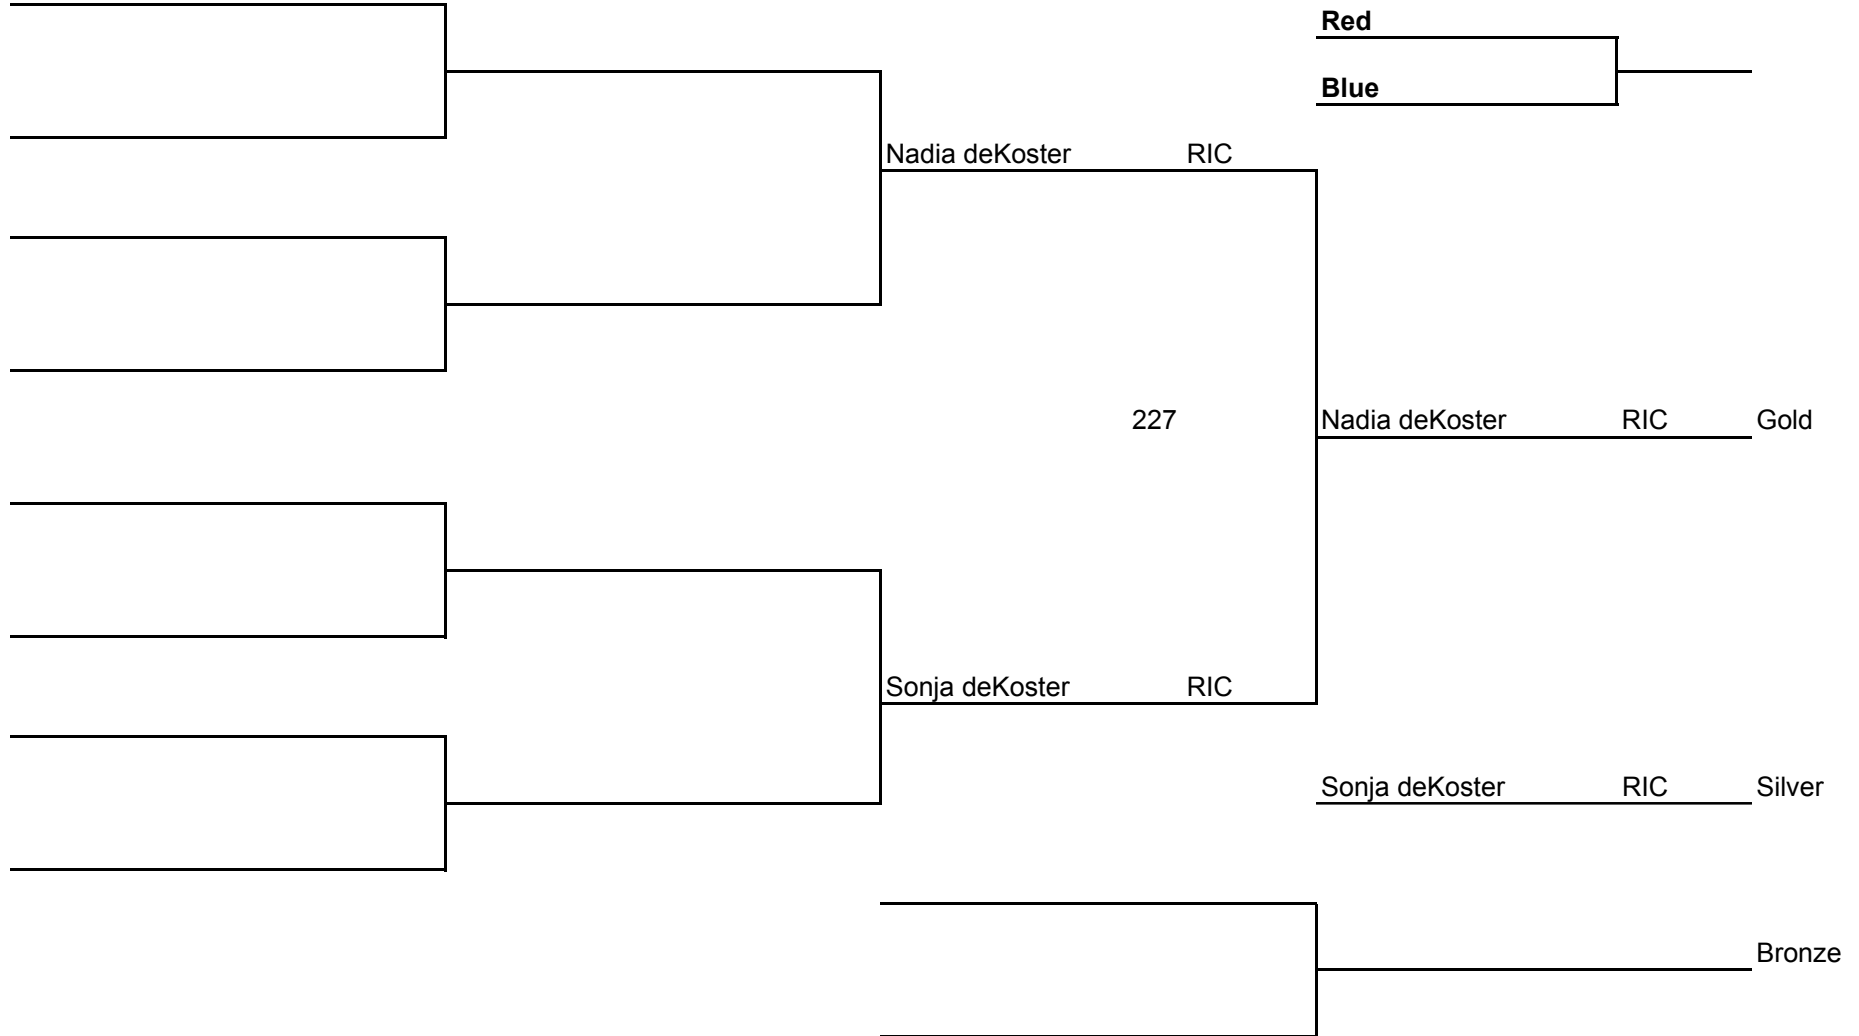 Red
Blue
Nadia deKoster RIC
227
Nadia deKoster RIC Gold
Sonja deKoster RIC
Sonja deKoster RIC Silver
Bronze